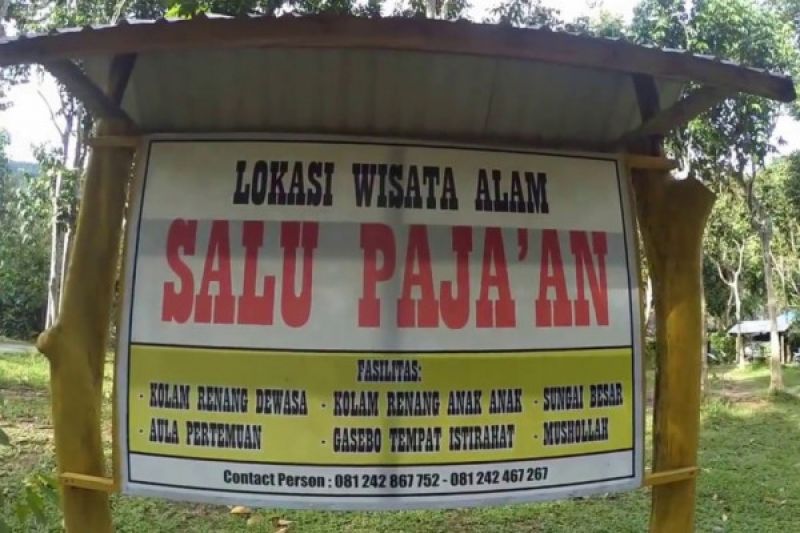 LOKASI WISATA ALAM
SALU PAJA'AN
FASILITAS:
· KOLAM RENANG DEWASA · KOLAM RENANG ANAK ANAK · SUNGAI BESAR
· AULA PERTEMUAN · GASEBO TEMPAT ISTIRAHAT · MUSHOLLAH
Contact Person : 081 242 867 752 - 081 242 467 267